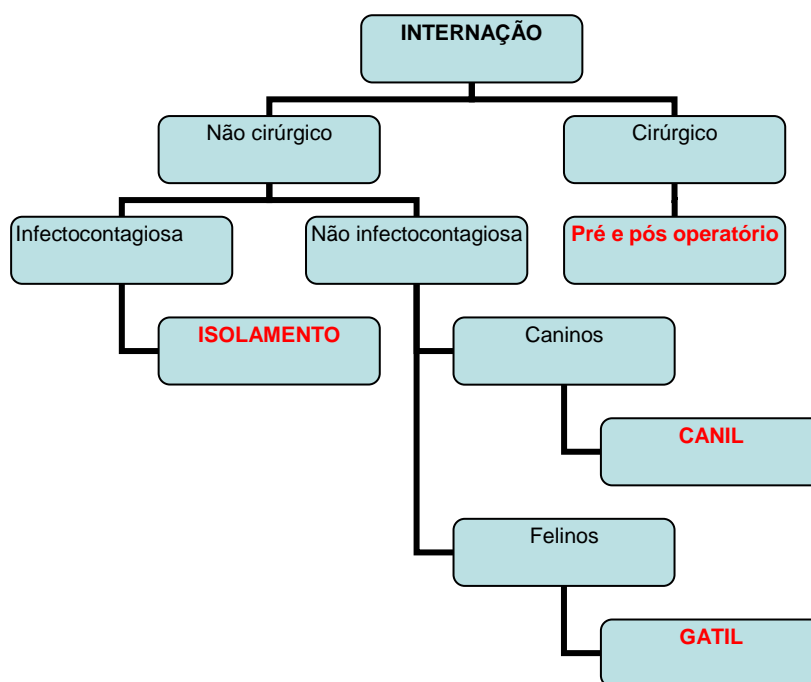 INTERNAÇÃO
Não cirúrgico
Cirúrgico
Infectocontagiosa
Não infectocontagiosa
Pré e pós operatório
ISOLAMENTO
Caninos
CANIL
Felinos
GATIL